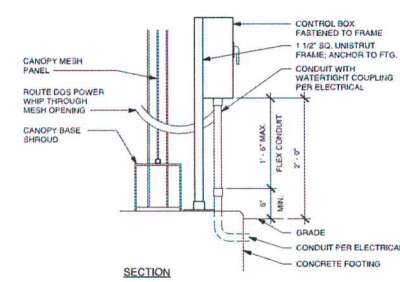 CONTROL BOX
FASTENED TO FRAME
1 1/2" SQ. UNISTRUT
FRAME; ANCHOR TO FTG.
CONDUIT WITH
WATERTIGHT COUPLING
PER ELECTRICAL
CANOPY MESH
PANEL
ROUTE DOS POWER
WHIP THROUGH
MESH OPENING
CANOPY BASE
SHROUD
1' - 6" MAX.
FLEX CONDUIT
2' - 0"
6"
MIN.
GRADE
CONDUIT PER ELECTRICAL
CONCRETE FOOTING
SECTION